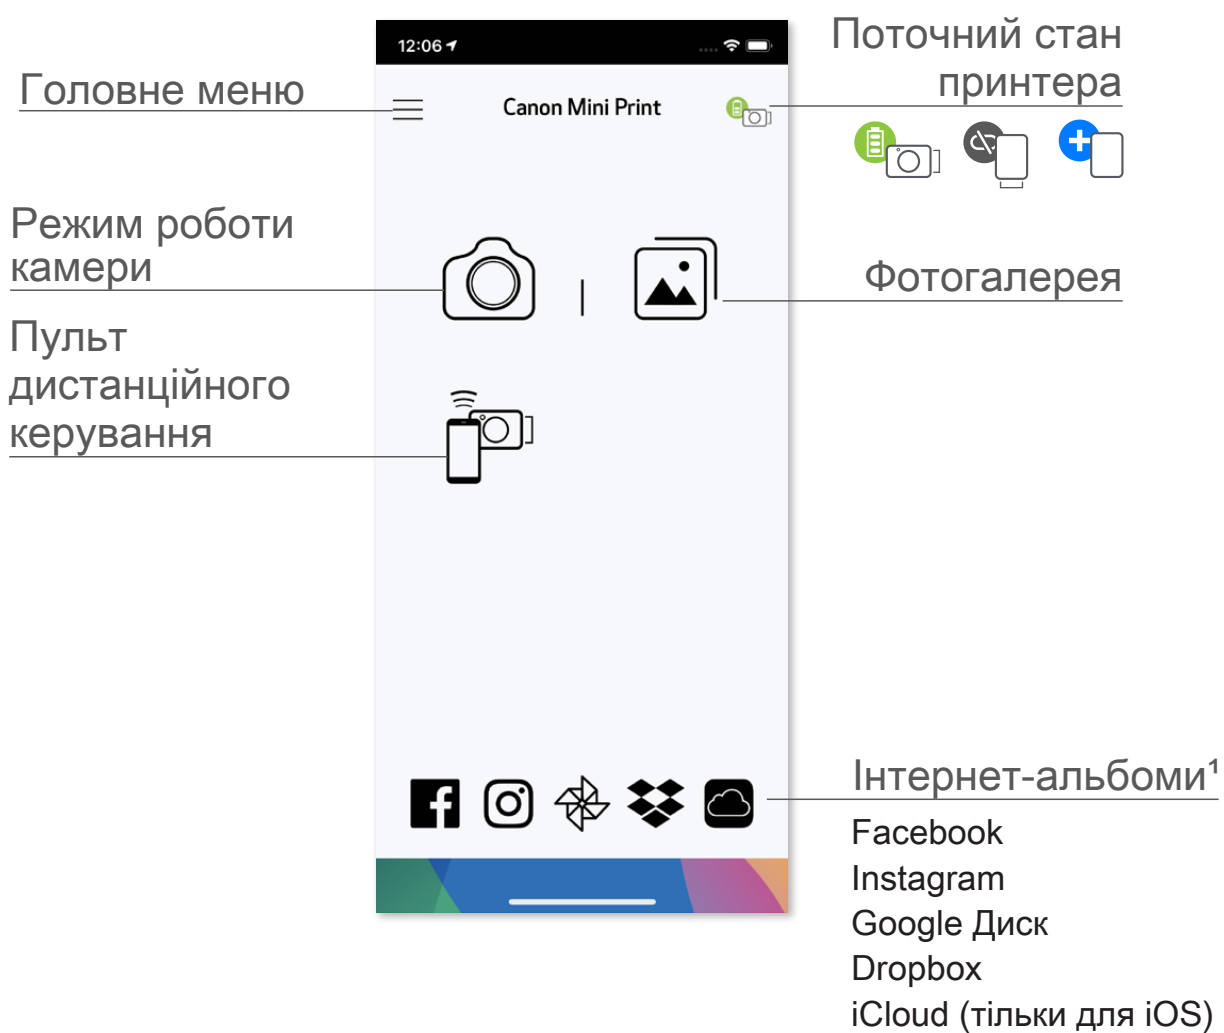 12:06
Canon Mini Print
Головне меню
Поточний стан
принтера
Режим роботи
камери
Фотогалерея
Пульт
дистанційного
керування
Інтернет-альбоми¹
Facebook
Instagram
Google Диск
Dropbox
iCloud (тільки для iOS)